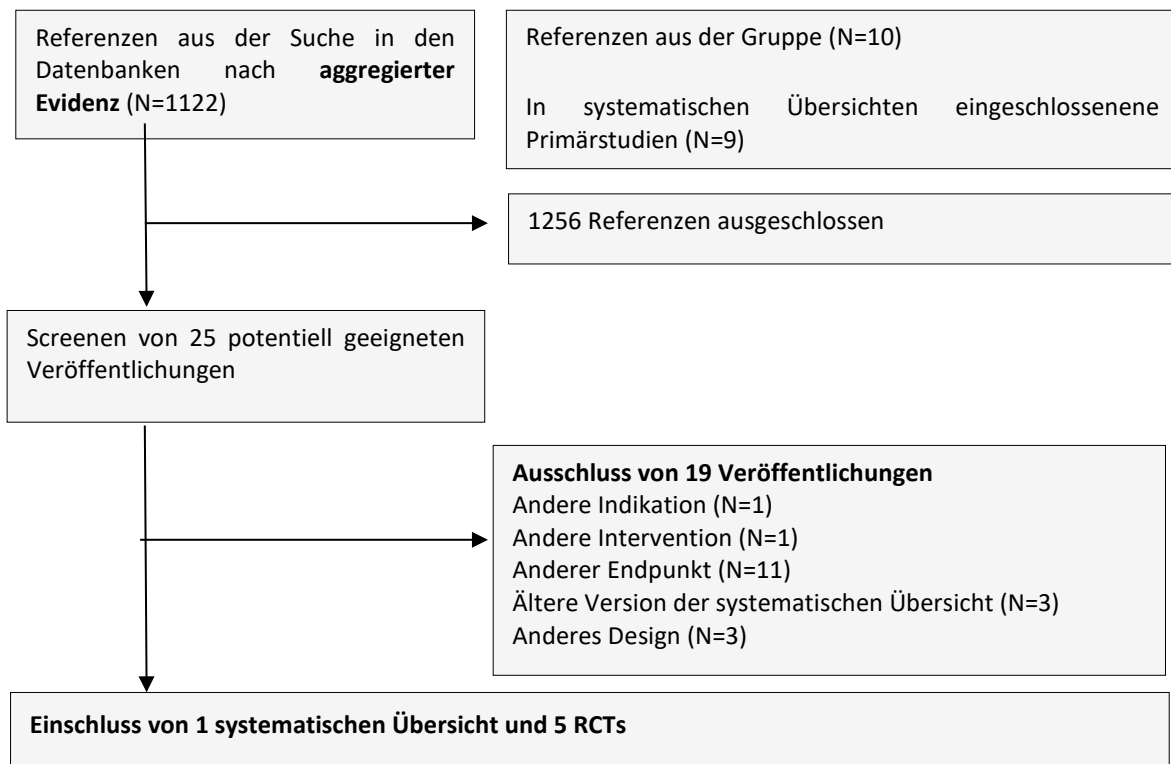 Referenzen aus der Suche in den
Datenbanken nach aggregierter
Evidenz (N=1122)
Referenzen aus der Gruppe (N=10)
In systematischen Übersichten eingeschlossenene
Primärstudien (N=9)
1256 Referenzen ausgeschlossen
Screenen von 25 potentiell geeigneten
Veröffentlichungen
Ausschluss von 19 Veröffentlichungen
Andere Indikation (N=1)
Andere Intervention (N=1)
Anderer Endpunkt (N=11)
Ältere Version der systematischen Übersicht (N=3)
Anderes Design (N=3)
Einschluss von 1 systematischen Übersicht und 5 RCTs